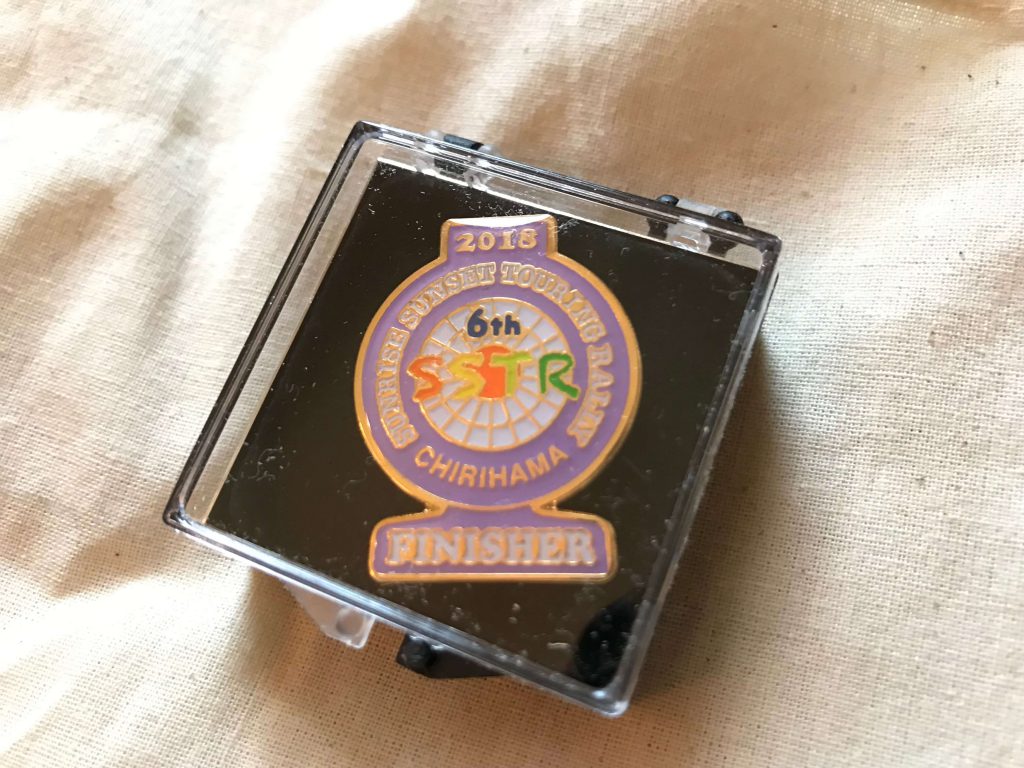 2018
SUNRISE SUNSET TOURING RALLY
6th
SSTR
CHIRIHAMA
FINISHER